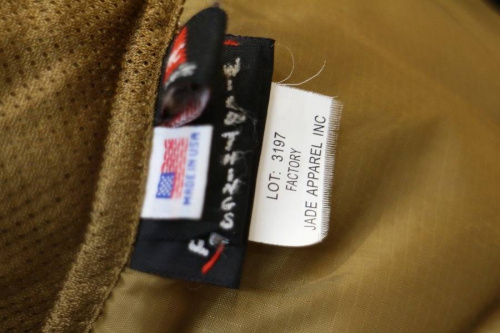 WILD THINGS
MADE IN USA
LOT: 3197
FACTORY
JADE APPAREL INC